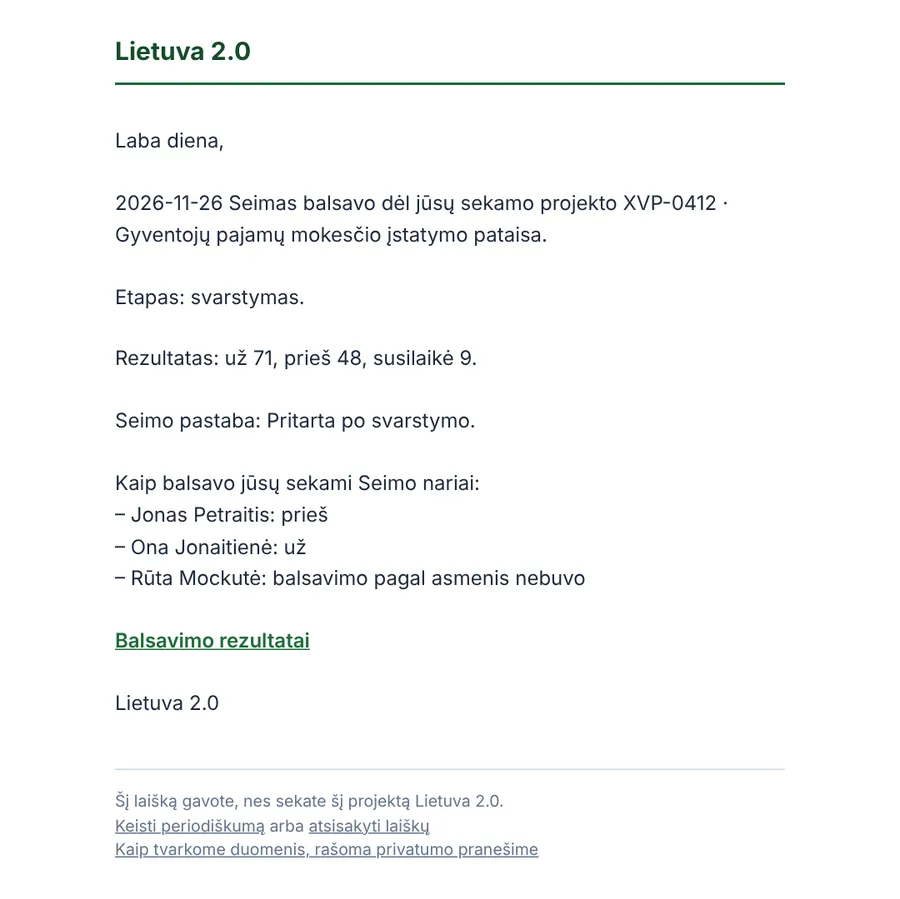 Lietuva 2.0
Laba diena,
2026-11-26 Seimas balsavo dėl jūsų sekamo projekto XVP-0412 ·
Gyventojų pajamų mokesčio įstatymo pataisa.
Etapas: svarstymas.
Rezultatas: už 71, prieš 48, susilaikė 9.
Seimo pastaba: Pritarta po svarstymo.
Kaip balsavo jūsų sekami Seimo nariai:
– Jonas Petraitis: prieš
– Ona Jonaitienė: už
– Rūta Mockutė: balsavimo pagal asmenis nebuvo
Balsavimo rezultatai
Lietuva 2.0
Šį laišką gavote, nes sekate šį projektą Lietuva 2.0.
Keisti periodiškumą arba atsisakyti laiškų
Kaip tvarkome duomenis, rašoma privatumo pranešime